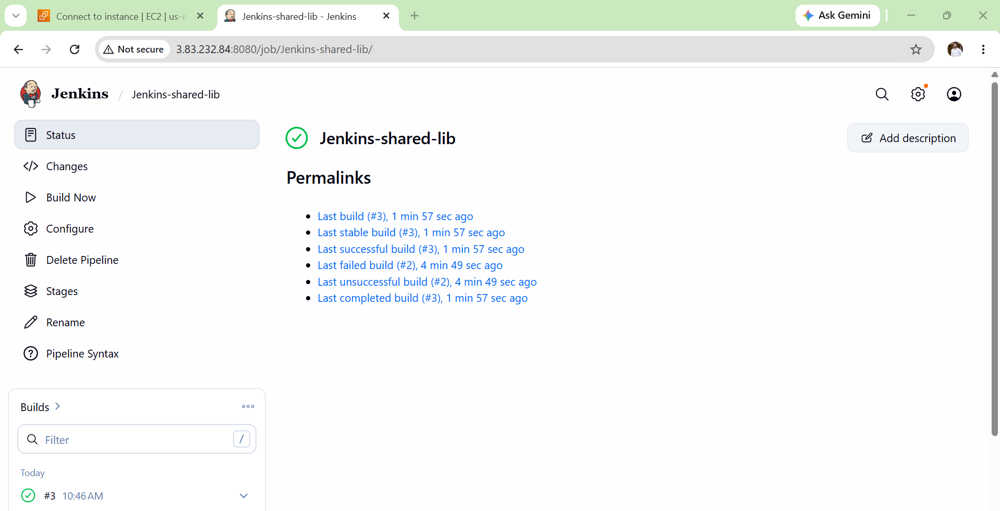 Connect to instance | EC2 | us-e
Jenkins-shared-lib - Jenkins
Ask Gemini
Not secure
3.83.232.84:8080/job/Jenkins-shared-lib/
Jenkins / Jenkins-shared-lib
Status
Changes
Build Now
Configure
Delete Pipeline
Stages
Rename
Pipeline Syntax
Builds
Filter
/
Today
#3 10:46 AM
Jenkins-shared-lib
Add description
Permalinks
Last build (#3), 1 min 57 sec ago
Last stable build (#3), 1 min 57 sec ago
Last successful build (#3), 1 min 57 sec ago
Last failed build (#2), 4 min 49 sec ago
Last unsuccessful build (#2), 4 min 49 sec ago
Last completed build (#3), 1 min 57 sec ago